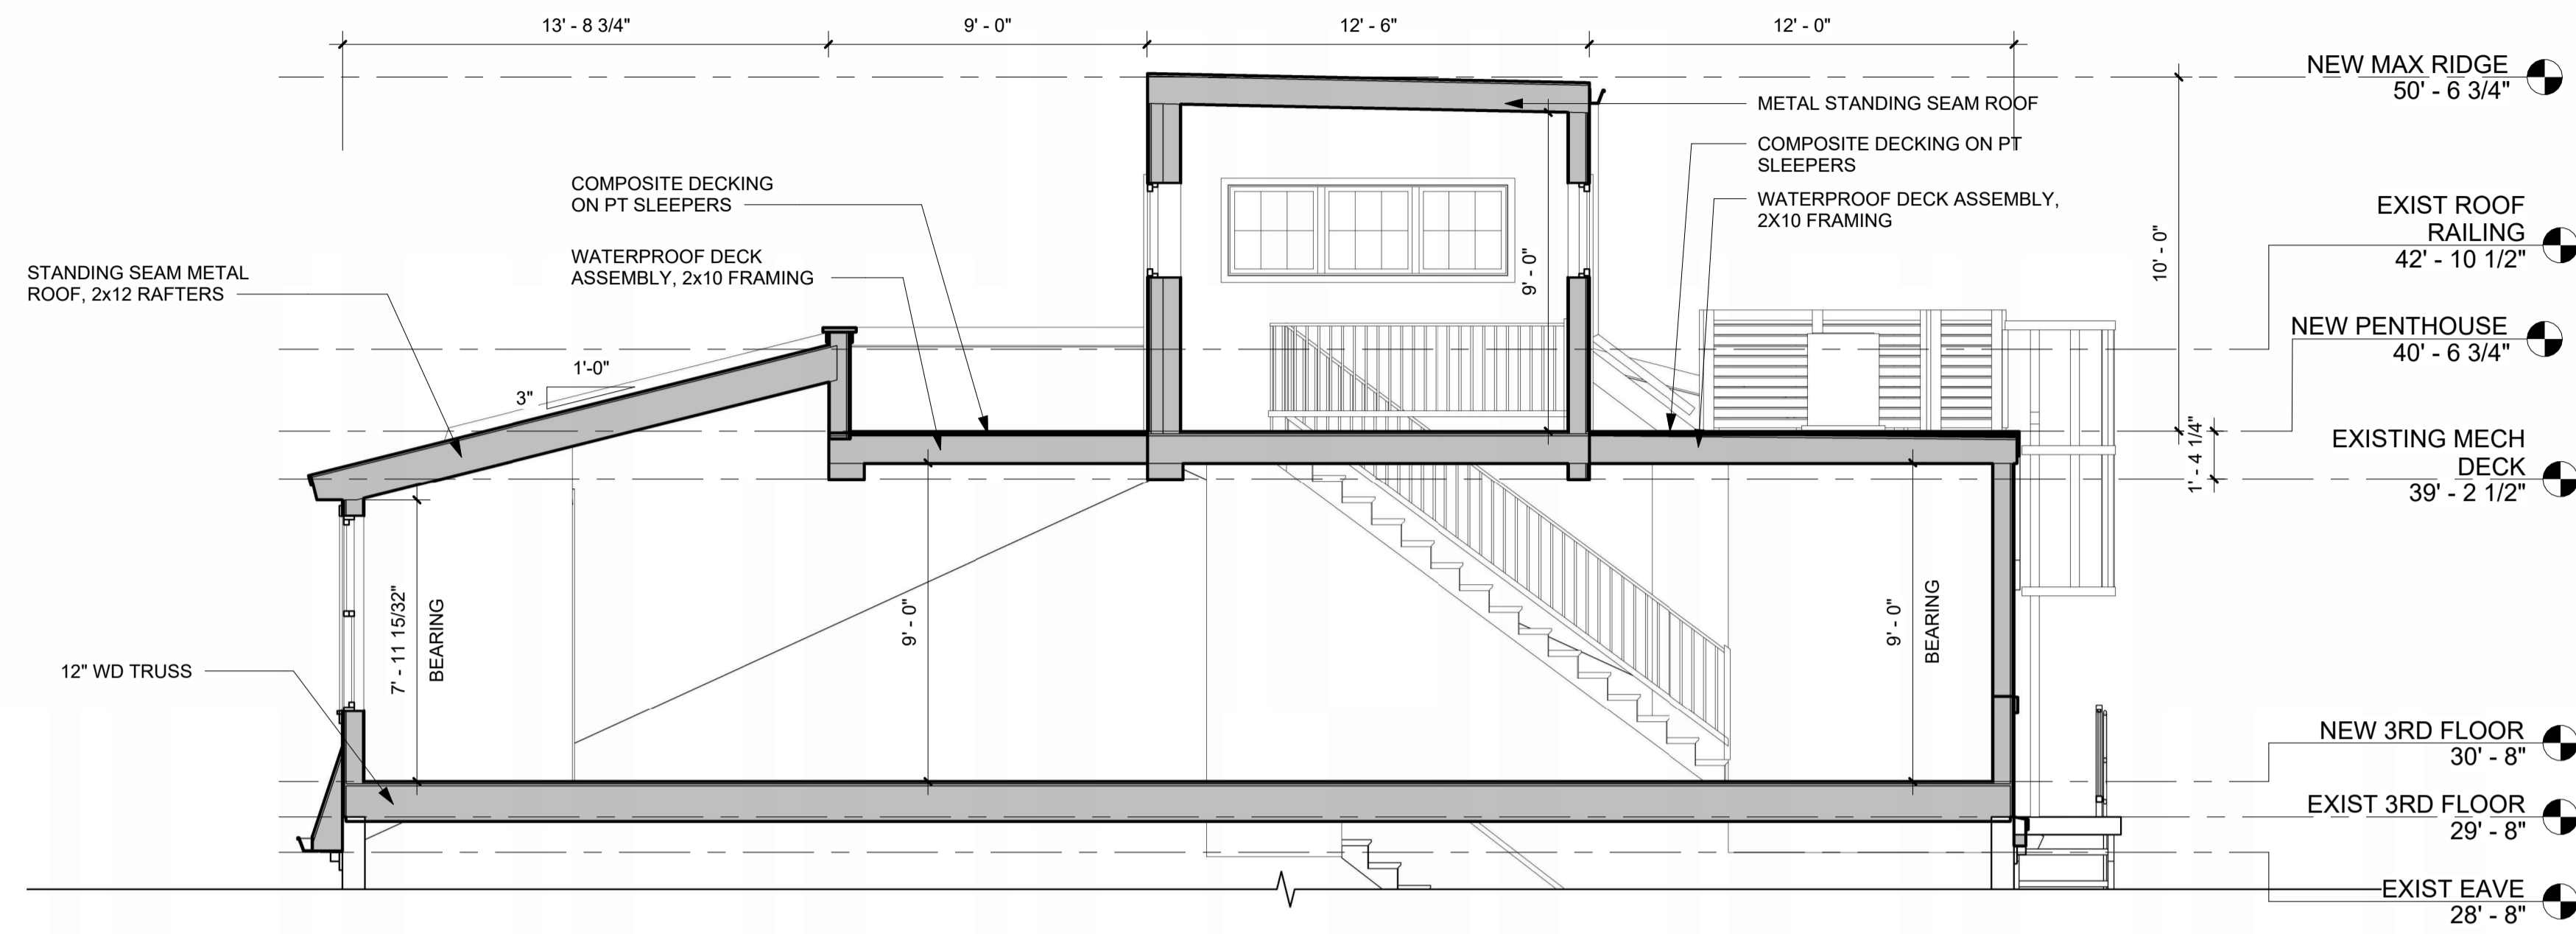 13' - 8 3/4"
9' - 0"
12' - 6"
12' - 0"
NEW MAX RIDGE
50' - 6 3/4"
METAL STANDING SEAM ROOF
COMPOSITE DECKING ON PT
SLEEPERS
WATERPROOF DECK ASSEMBLY,
2X10 FRAMING
COMPOSITE DECKING
ON PT SLEEPERS
WATERPROOF DECK
ASSEMBLY, 2x10 FRAMING
STANDING SEAM METAL
ROOF, 2x12 RAFTERS
1'-0"
3"
9' - 0"
10' - 0"
EXIST ROOF
RAILING
42' - 10 1/2"
NEW PENTHOUSE
40' - 6 3/4"
1' - 4 1/4"
EXISTING MECH
DECK
39' - 2 1/2"
12" WD TRUSS
7' - 11 15/32"
BEARING
9' - 0"
9' - 0"
BEARING
NEW 3RD FLOOR
30' - 8"
EXIST 3RD FLOOR
29' - 8"
EXIST EAVE
28' - 8"